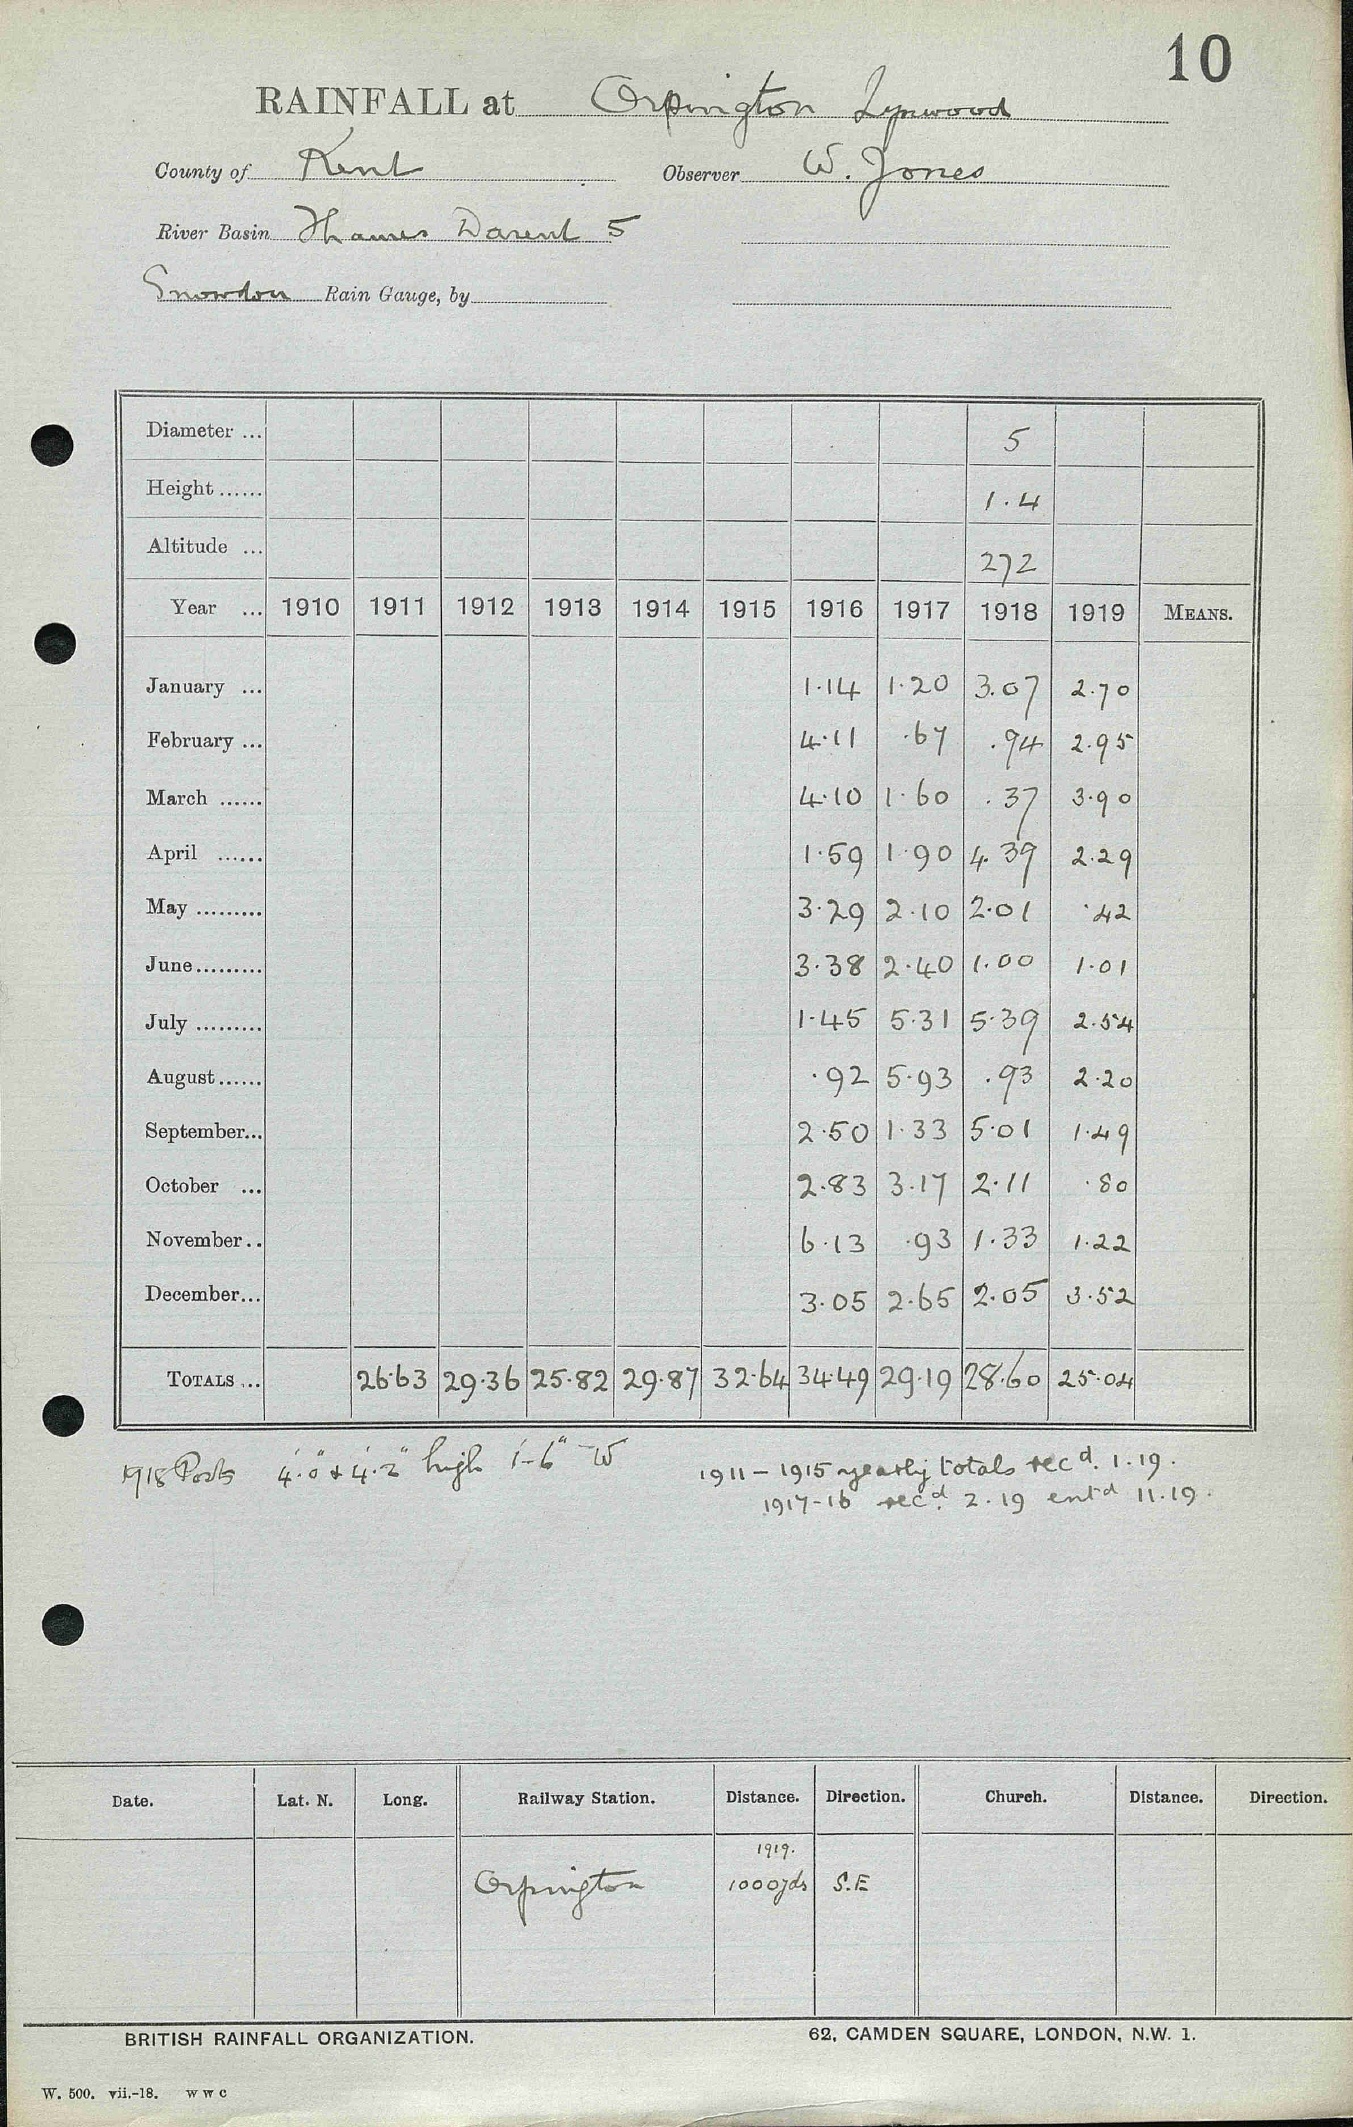 10
RAINFALL at Orpington Lynwood
County of Kent Observer W. Jones
River Basin Thames Darent 5
Snowdon Rain Gauge, by
Diameter ... 5
Height ...... 1.4
Altitude ... 272
Year ... 1910 1911 1912 1913 1914 1915 1916 1917 1918 1919 MEANS.
January ... 1.14 1.20 3.07 2.70
February ... 4.11 .67 .94 2.95
March ...... 4.10 1.60 .37 3.90
April ...... 1.59 1.90 4.39 2.29
May ......... 3.29 2.10 2.01 .42
June......... 3.38 2.40 1.00 1.01
July ......... 1.45 5.31 5.39 2.54
August...... .92 5.93 .93 2.20
September... 2.50 1.33 5.01 1.49
October ... 2.83 3.17 2.11 .80
November.. 6.13 .93 1.33 1.22
December... 3.05 2.65 2.05 3.52
TOTALS ... 26.63 29.36 25.82 29.87 32.64 34.49 29.19 28.60 25.04
1918 Posts 4'.0" & 4'.2" high 1'-6" W
1911-1915 yearly totals recd. 1.19.
1917-16 recd. 2.19 entd 11.19.
Date. Lat. N. Long. Railway Station. Distance. Direction. Church. Distance. Direction.
1919.
Orpington 1000yds S.E
BRITISH RAINFALL ORGANIZATION. 62, CAMDEN SQUARE, LONDON, N.W. 1.
W. 500. vii.-18. w w c